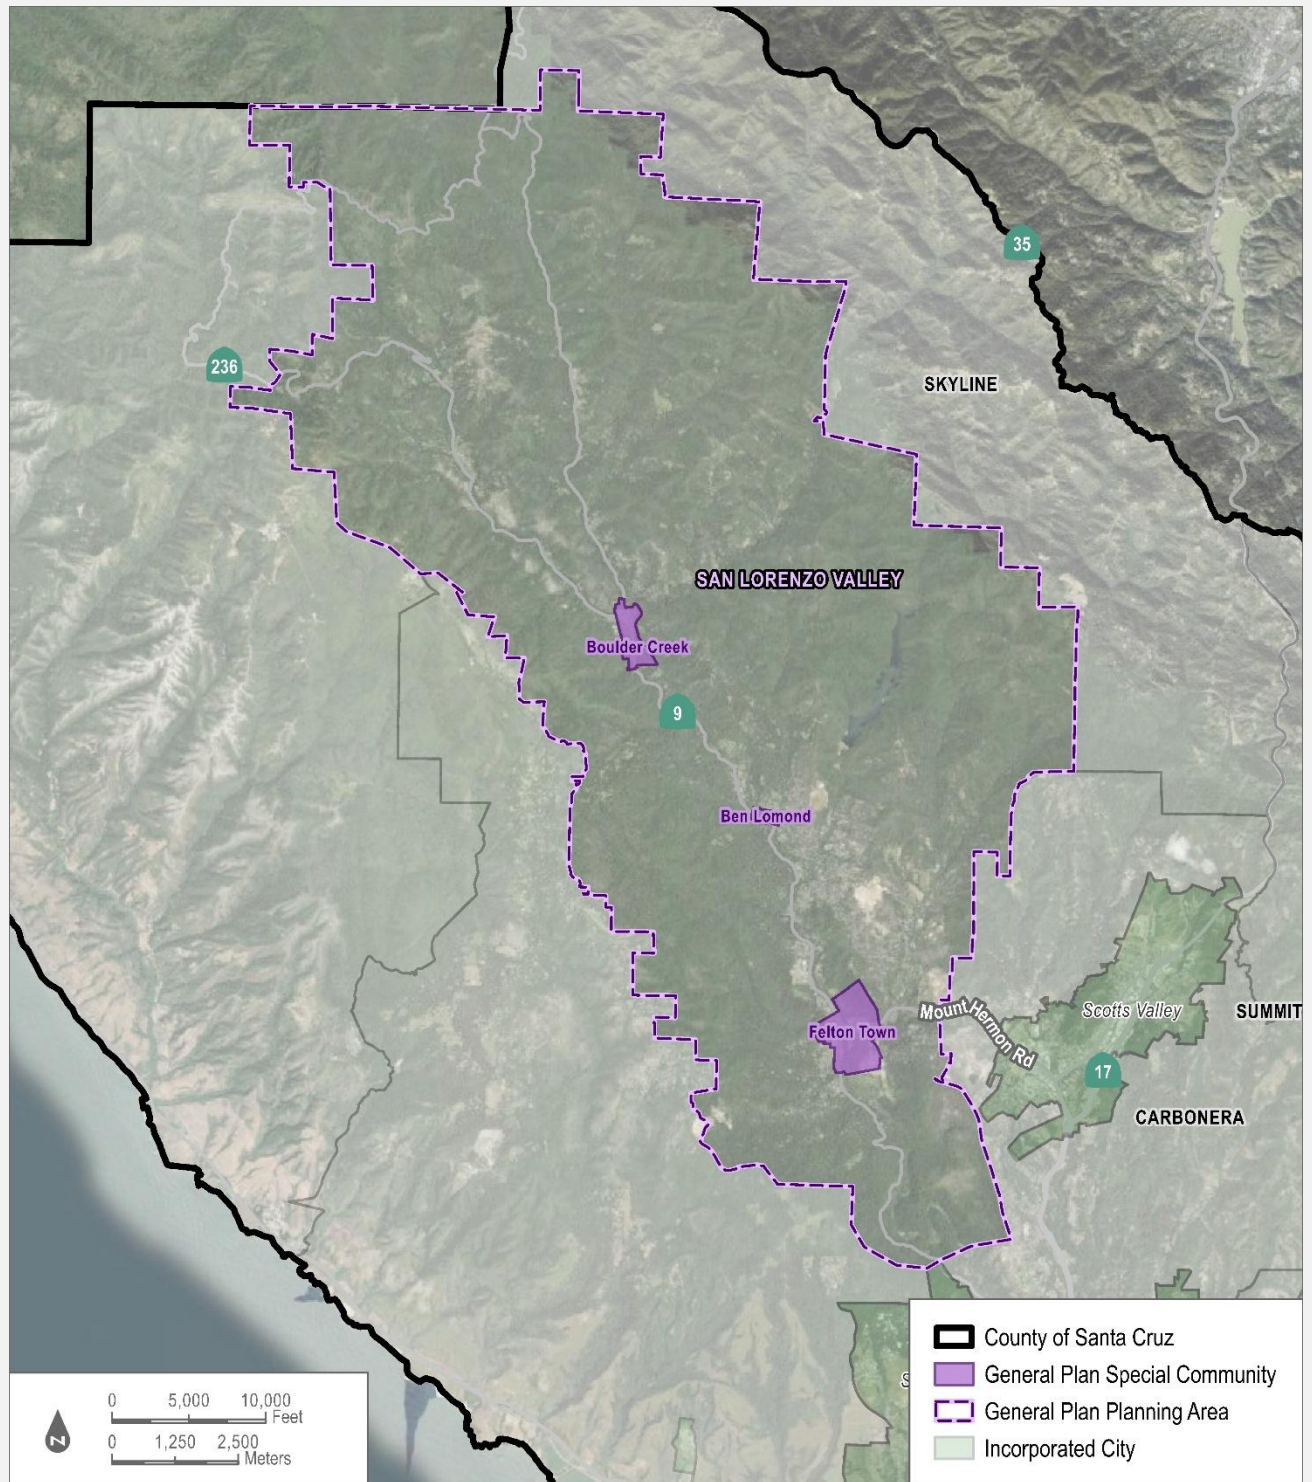 35
236
SKYLINE
SAN LORENZO VALLEY
Boulder Creek
9
Ben Lomond
Mount Hermon Rd
Scotts Valley
SUMMIT
Felton Town
17
CARBONERA
S
County of Santa Cruz
General Plan Special Community
General Plan Planning Area
Incorporated City
0 5,000 10,000
Feet
0 1,250 2,500
Meters
N